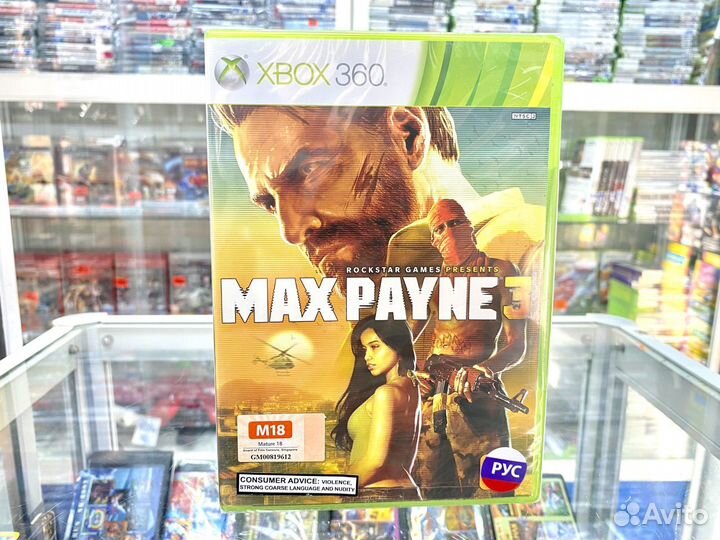 XBOX 360
NTSC J
ROCKSTAR GAMES PRESENTS
MAX PAYNE 3
M18
Mature 18
Board of Film Censors, Singapore
GM00819612
CONSUMER ADVICE: VIOLENCE,
STRONG COARSE LANGUAGE AND NUDITY
РУС
Avito